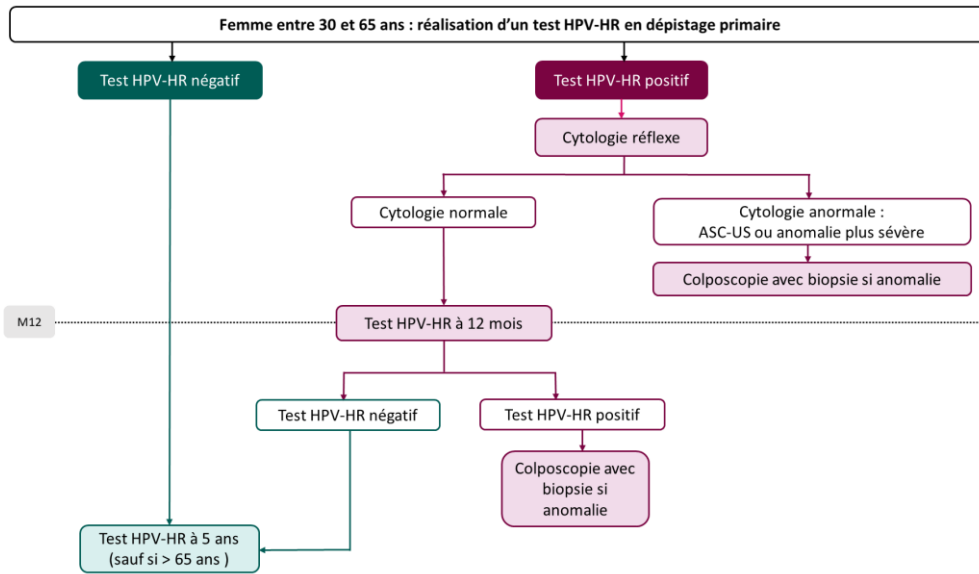 Femme entre 30 et 65 ans : réalisation d’un test HPV-HR en dépistage primaire
Test HPV-HR négatif
Test HPV-HR positif
Cytologie réflexe
Cytologie normale
Cytologie anormale :
ASC-US ou anomalie plus sévère
Colposcopie avec biopsie si anomalie
M12
Test HPV-HR à 12 mois
Test HPV-HR négatif
Test HPV-HR positif
Colposcopie avec
biopsie si
anomalie
Test HPV-HR à 5 ans
(sauf si > 65 ans )